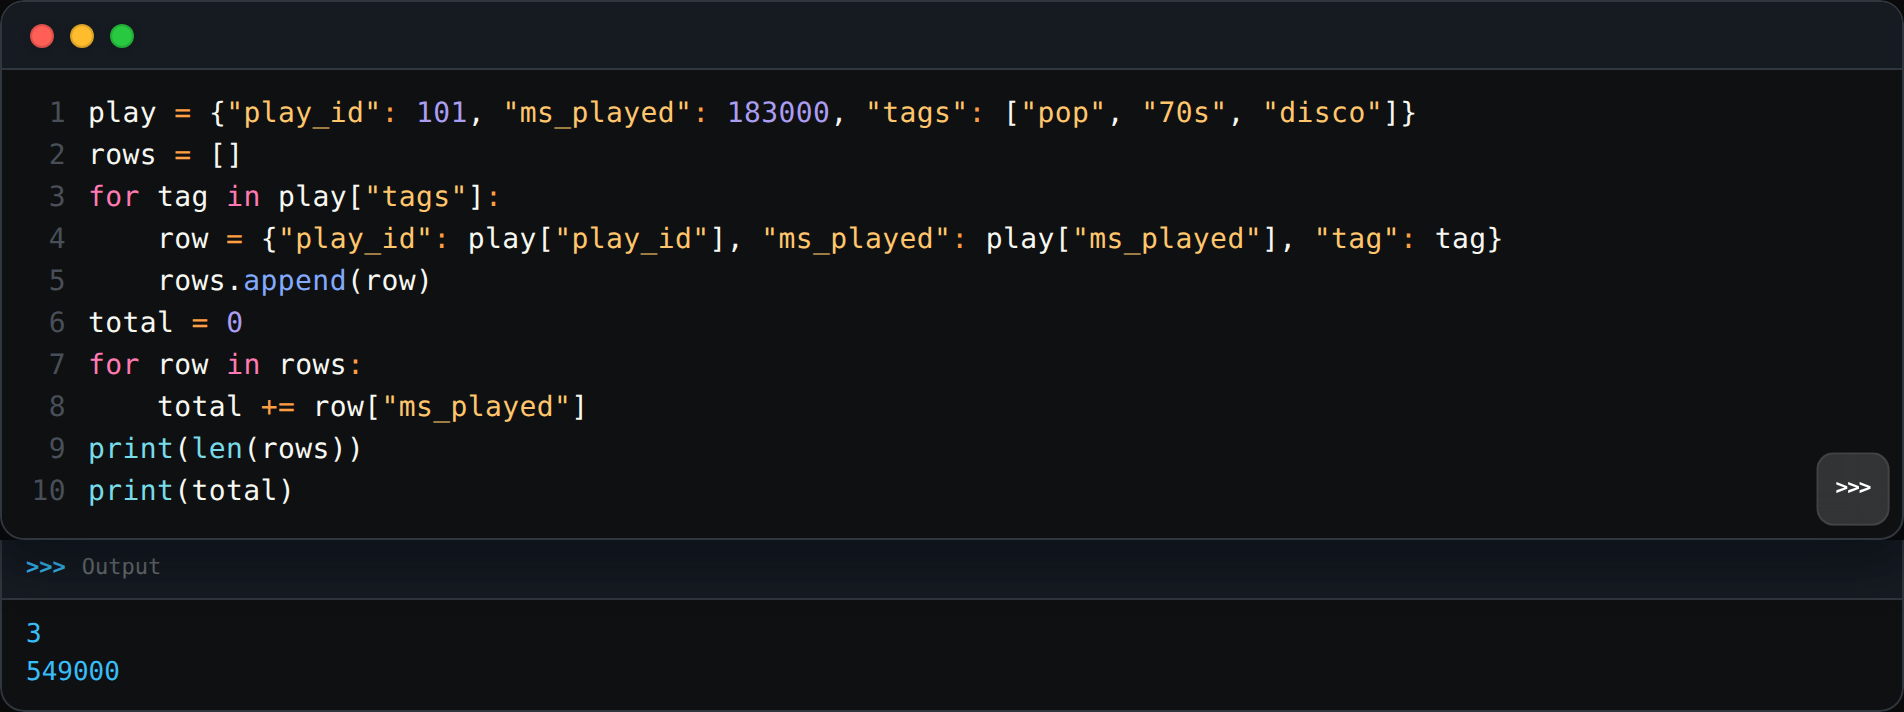 1 play = {"play_id": 101, "ms_played": 183000, "tags": ["pop", "70s", "disco"]}
2 rows = []
3 for tag in play["tags"]:
4     row = {"play_id": play["play_id"], "ms_played": play["ms_played"], "tag": tag}
5     rows.append(row)
6 total = 0
7 for row in rows:
8     total += row["ms_played"]
9 print(len(rows))
10 print(total)
>>>
>>> Output
3
549000